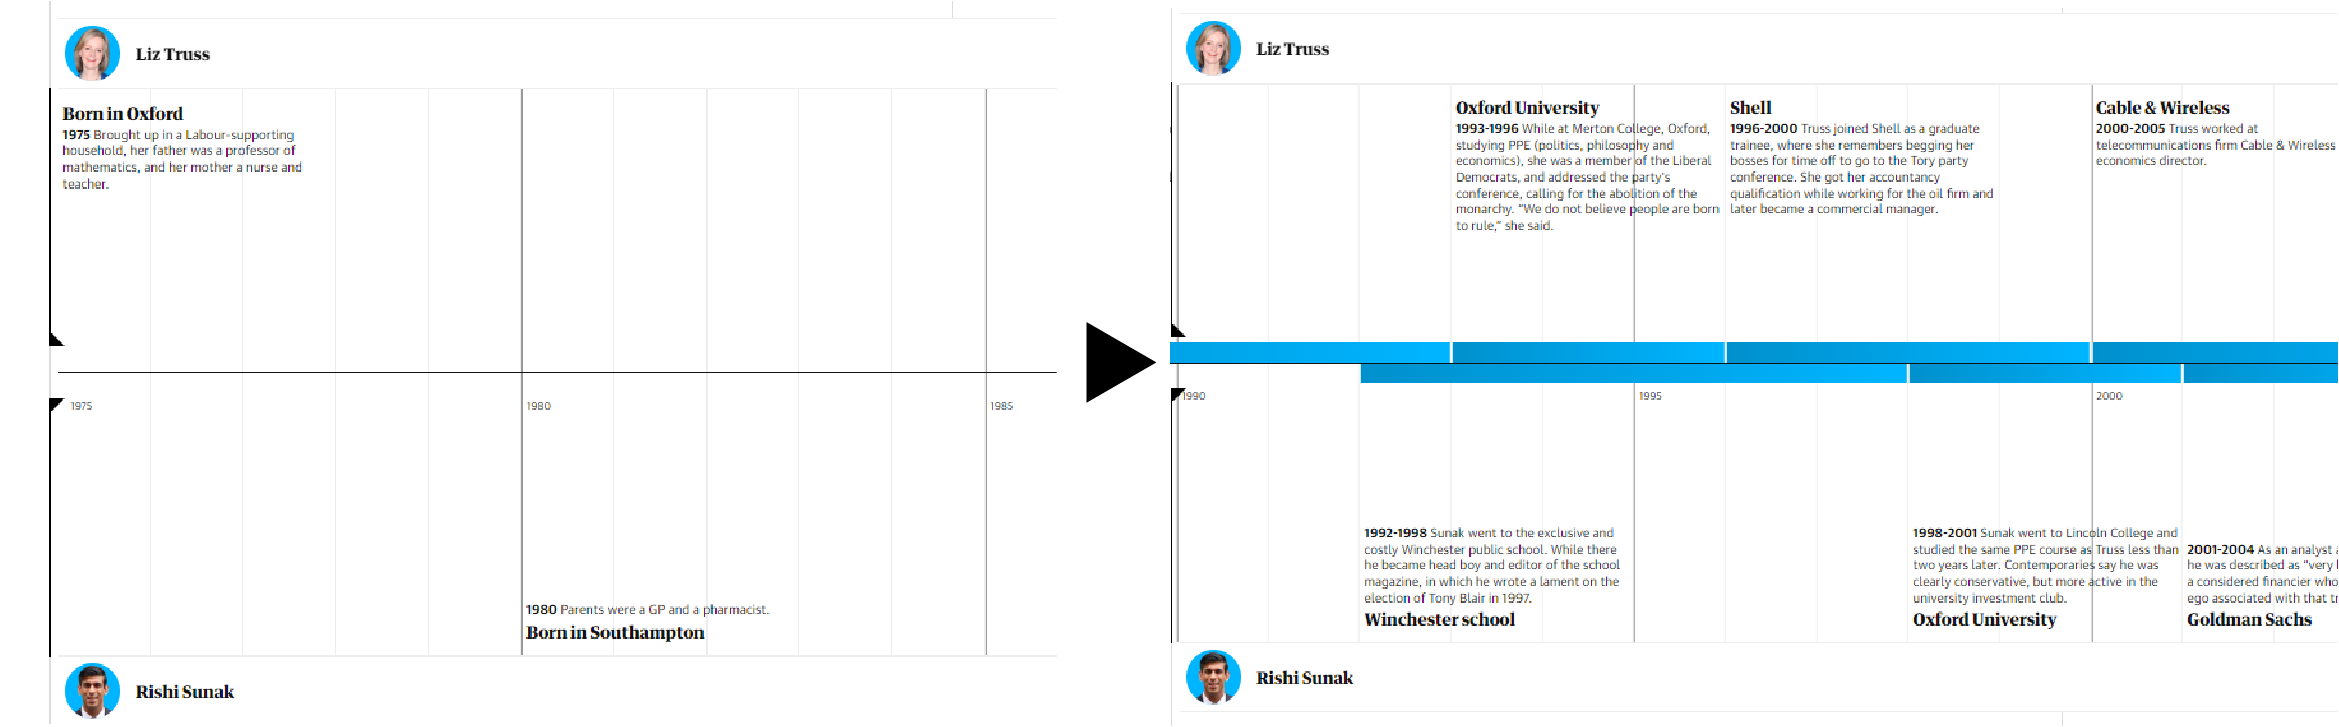 Liz Truss
Born in Oxford
1975 Brought up in a Labour-supporting
household, her father was a professor of
mathematics, and her mother a nurse and
teacher.
1975
1980
1985
1980 Parents were a GP and a pharmacist.
Born in Southampton
Rishi Sunak
Liz Truss
Oxford University
1993-1996 While at Merton College, Oxford,
studying PPE (politics, philosophy and
economics), she was a member of the Liberal
Democrats, and addressed the party's
conference, calling for the abolition of the
monarchy. "We do not believe people are born
to rule," she said.
Shell
1996-2000 Truss joined Shell as a graduate
trainee, where she remembers begging her
bosses for time off to go to the Tory party
conference. She got her accountancy
qualification while working for the oil firm and
later became a commercial manager.
Cable & Wireless
2000-2005 Truss worked at
telecommunications firm Cable & Wireless
economics director.
1990
1995
2000
1992-1998 Sunak went to the exclusive and
costly Winchester public school. While there
he became head boy and editor of the school
magazine, in which he wrote a lament on the
election of Tony Blair in 1997.
Winchester school
1998-2001 Sunak went to Lincoln College and
studied the same PPE course as Truss less than
two years later. Contemporaries say he was
clearly conservative, but more active in the
university investment club.
Oxford University
2001-2004 As an analyst
he was described as "very
a considered financier who
ego associated with that
Goldman Sachs
Rishi Sunak